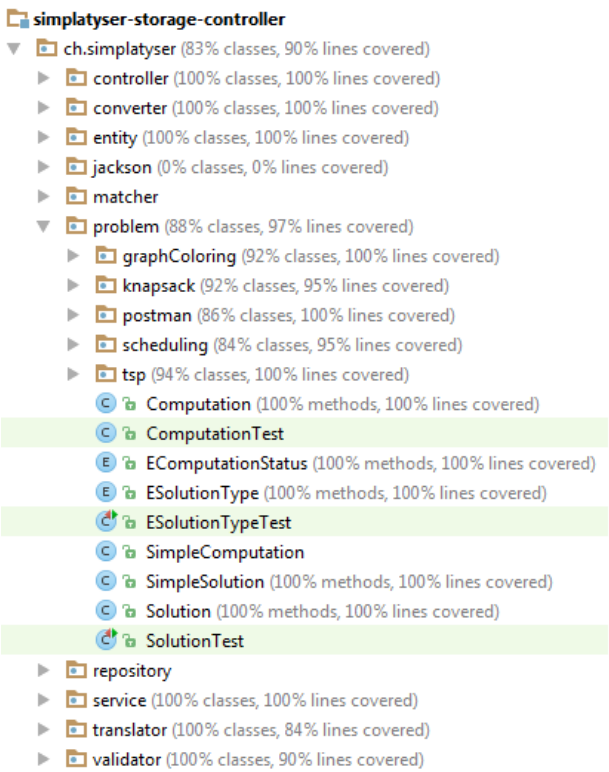 simplatyser-storage-controller
ch.simplatyser (83% classes, 90% lines covered)
controller (100% classes, 100% lines covered)
converter (100% classes, 100% lines covered)
entity (100% classes, 100% lines covered)
jackson (0% classes, 0% lines covered)
matcher
problem (88% classes, 97% lines covered)
graphColoring (92% classes, 100% lines covered)
knapsack (92% classes, 95% lines covered)
postman (86% classes, 100% lines covered)
scheduling (84% classes, 95% lines covered)
tsp (94% classes, 100% lines covered)
C Computation (100% methods, 100% lines covered)
C ComputationTest
E EComputationStatus (100% methods, 100% lines covered)
E ESolutionType (100% methods, 100% lines covered)
C ESolutionTypeTest
C SimpleComputation
C SimpleSolution (100% methods, 100% lines covered)
C Solution (100% methods, 100% lines covered)
C SolutionTest
repository
service (100% classes, 100% lines covered)
translator (100% classes, 84% lines covered)
validator (100% classes, 90% lines covered)